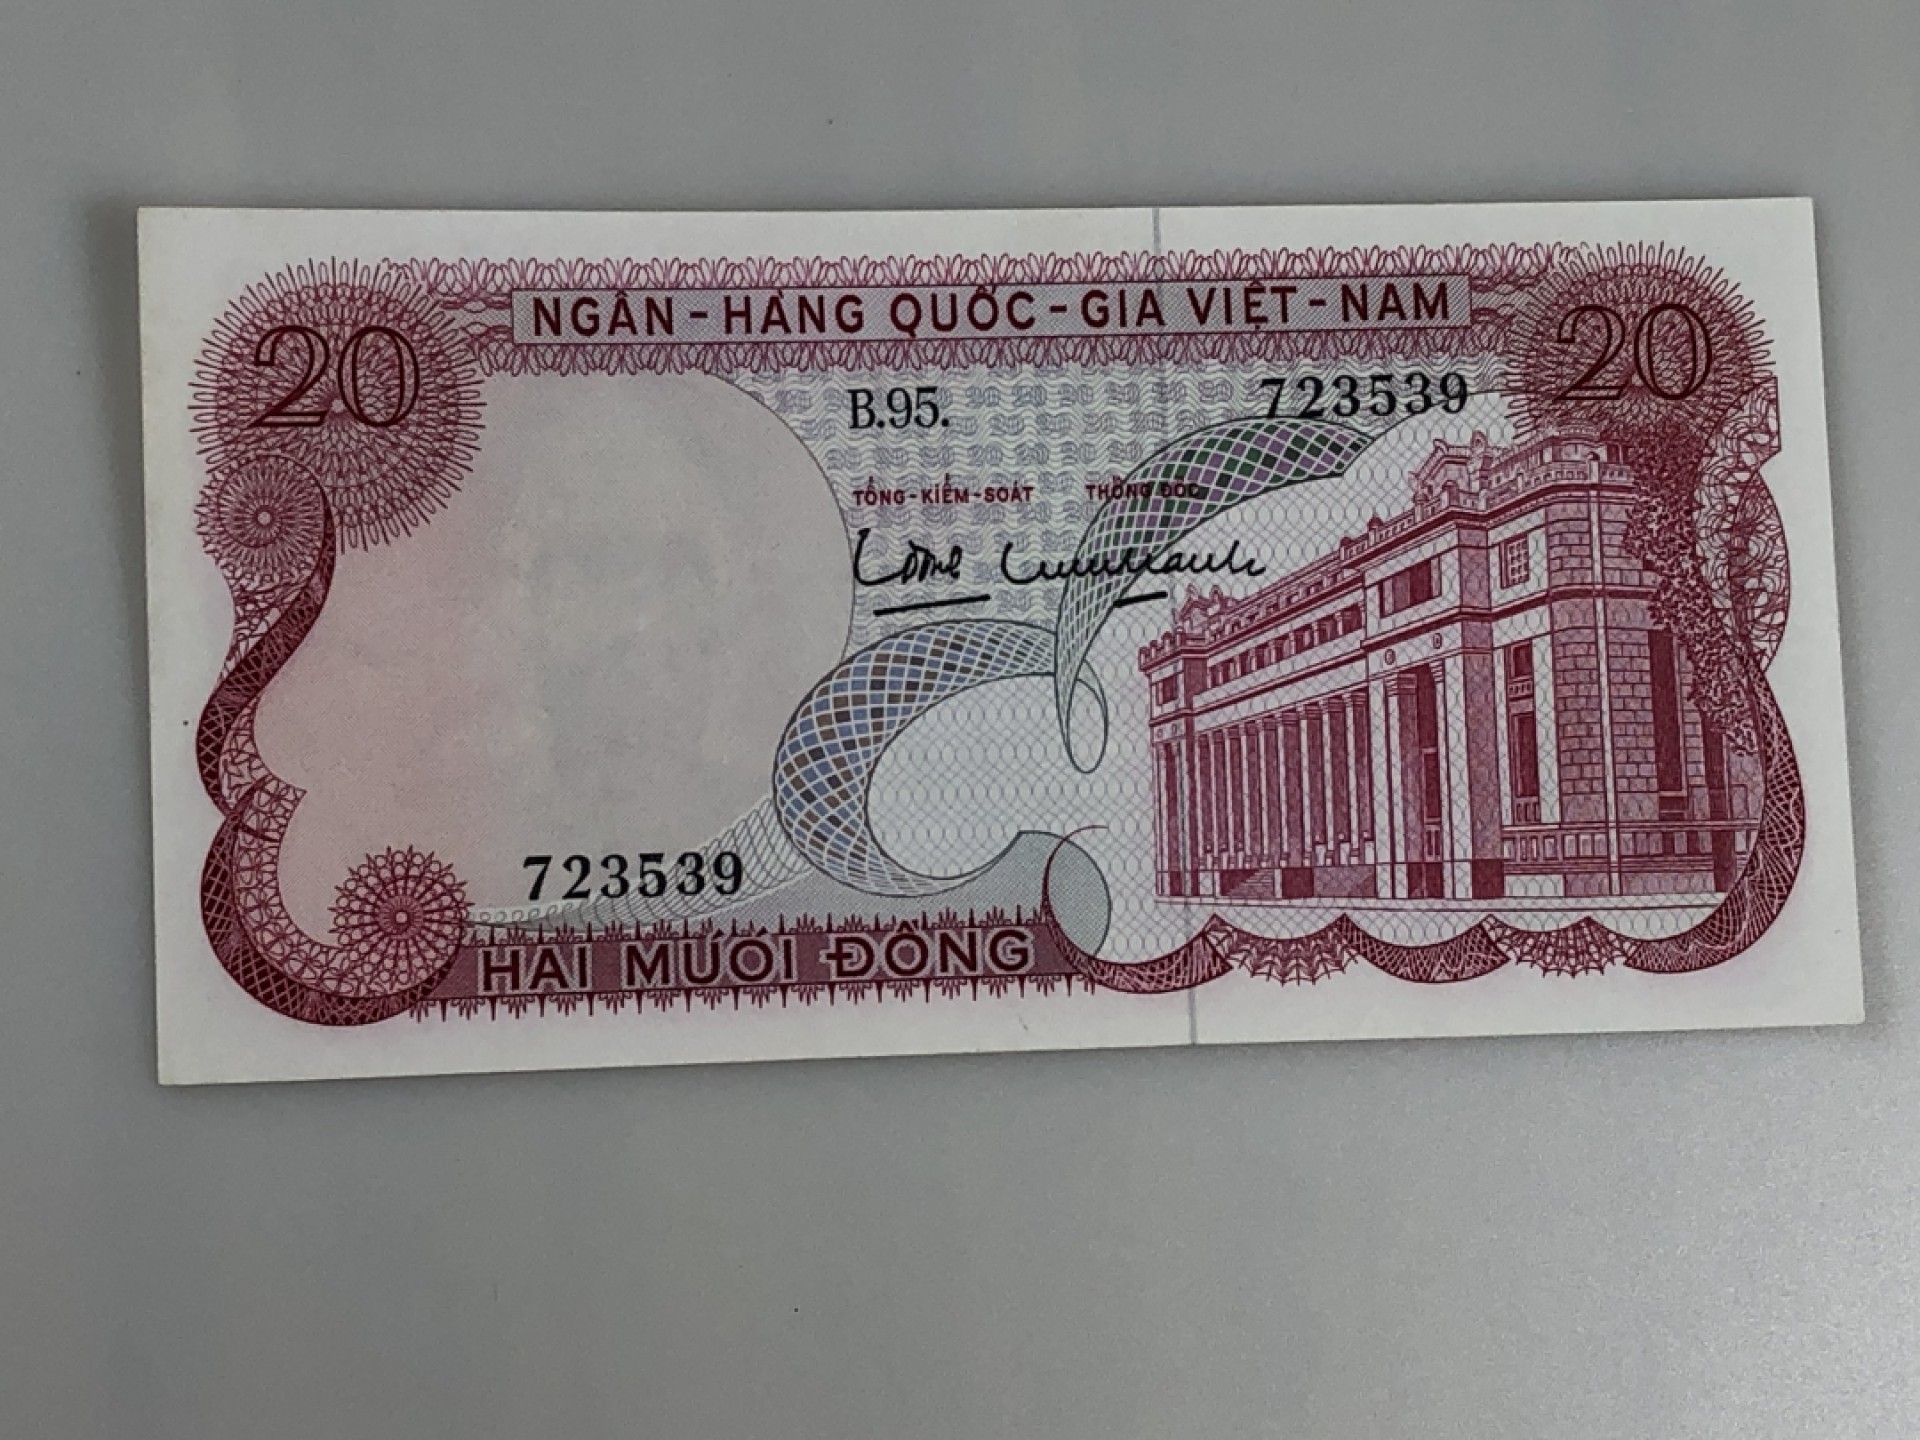 NGÂN-HÀNG QUỐC-GIA VIỆT-NAM
20
20
B.95.
723539
TỔNG-KIỂM-SOÁT THỐNG ĐỐC
723539
HAI MƯƠI ĐỒNG